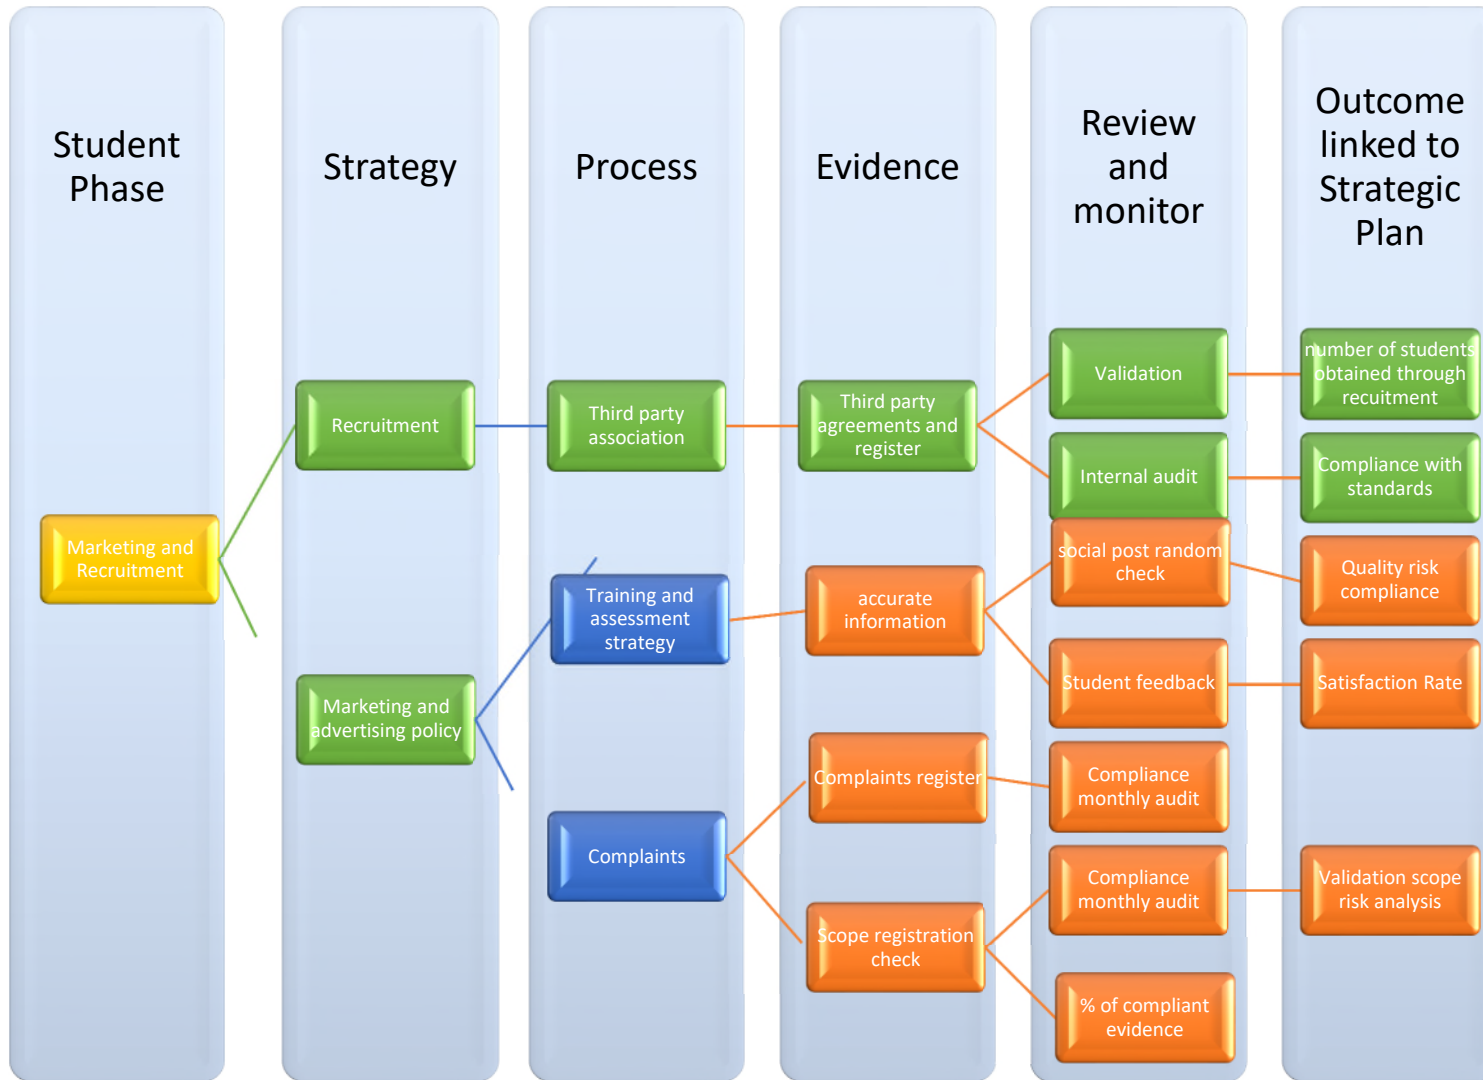 Student
Phase
Strategy
Process
Evidence
Review
and
monitor
Outcome
linked to
Strategic
Plan
Marketing and
Recruitment
Recruitment
Marketing and
advertising policy
Third party
association
Training and
assessment
strategy
Complaints
Third party
agreements and
register
accurate
information
Complaints register
Scope registration
check
Validation
Internal audit
social post random
check
Student feedback
Compliance
monthly audit
Compliance
monthly audit
% of compliant
evidence
number of students
obtained through
recuitment
Compliance with
standards
Quality risk
compliance
Satisfaction Rate
Validation scope
risk analysis